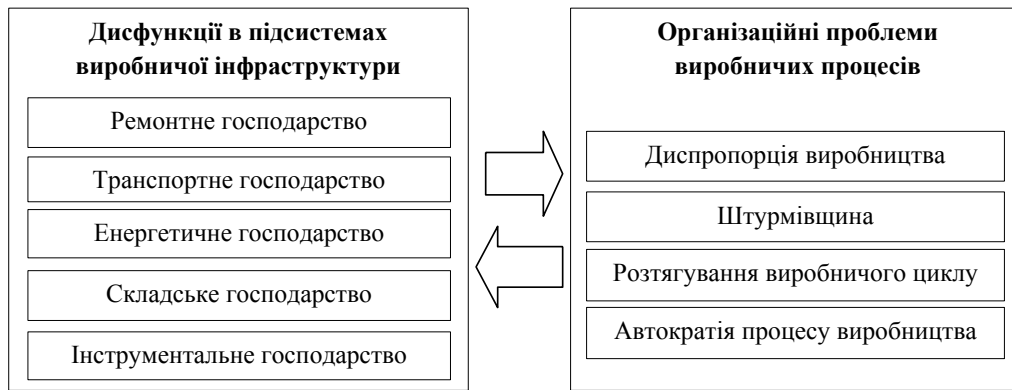 Дисфункції в підсистемах
виробничої інфраструктури
Ремонтне господарство
Транспортне господарство
Енергетичне господарство
Складське господарство
Інструментальне господарство
Організаційні проблеми
виробничих процесів
Диспропорція виробництва
Штурмівщина
Розтягування виробничого циклу
Автократія процесу виробництва